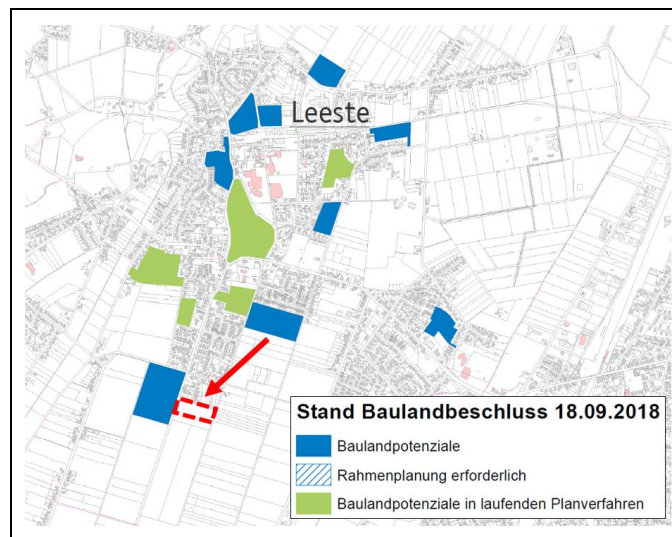 Leeste
Stand Baulandbeschluss 18.09.2018
Baulandpotenziale
Rahmenplanung erforderlich
Baulandpotenziale in laufenden Planverfahren